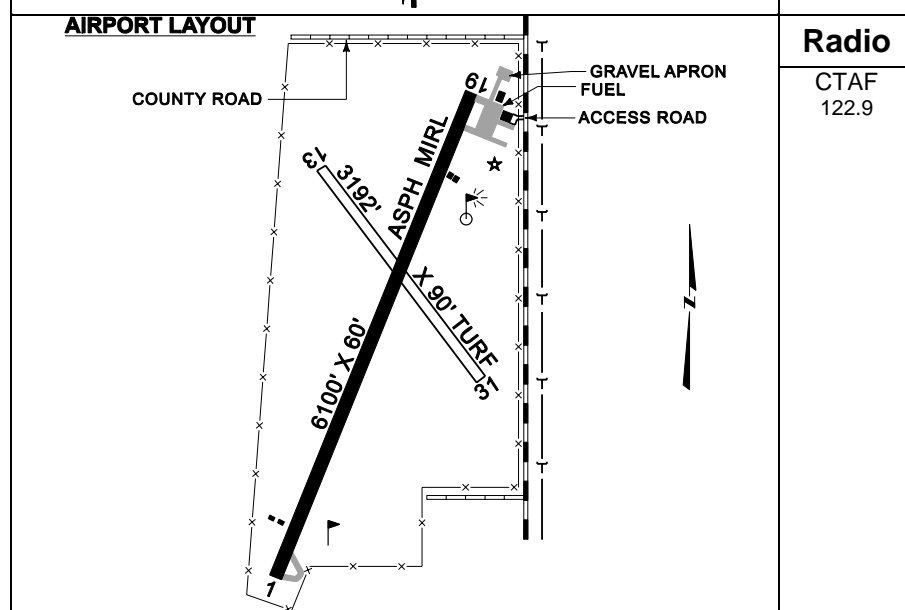 AIRPORT LAYOUT
Radio
CTAF
122.9
GRAVEL APRON
FUEL
ACCESS ROAD
COUNTY ROAD
19
ASPH MIRL
6100' X 60'
1
13
3192' X 90' TURF
31
N